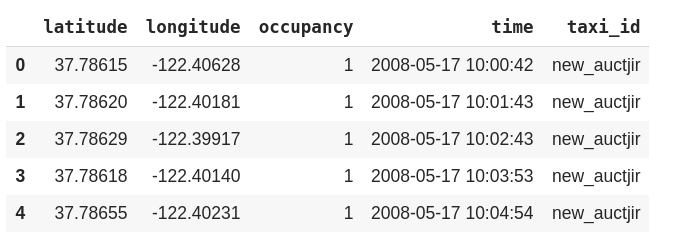 latitude longitude occupancy time taxi_id
0 37.78615 -122.40628 1 2008-05-17 10:00:42 new_auctjir
1 37.78620 -122.40181 1 2008-05-17 10:01:43 new_auctjir
2 37.78629 -122.39917 1 2008-05-17 10:02:43 new_auctjir
3 37.78618 -122.40140 1 2008-05-17 10:03:53 new_auctjir
4 37.78655 -122.40231 1 2008-05-17 10:04:54 new_auctjir